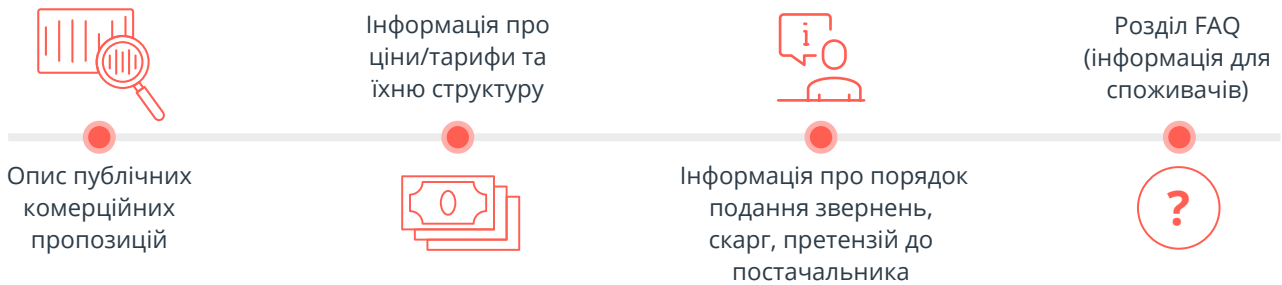 Опис публічних
комерційних
пропозицій
Інформація про
ціни/тарифи та
їхню структуру
0
i
Інформація про порядок
подання звернень,
скарг, претензій до
постачальника
Розділ FAQ
(інформація для
споживачів)
?